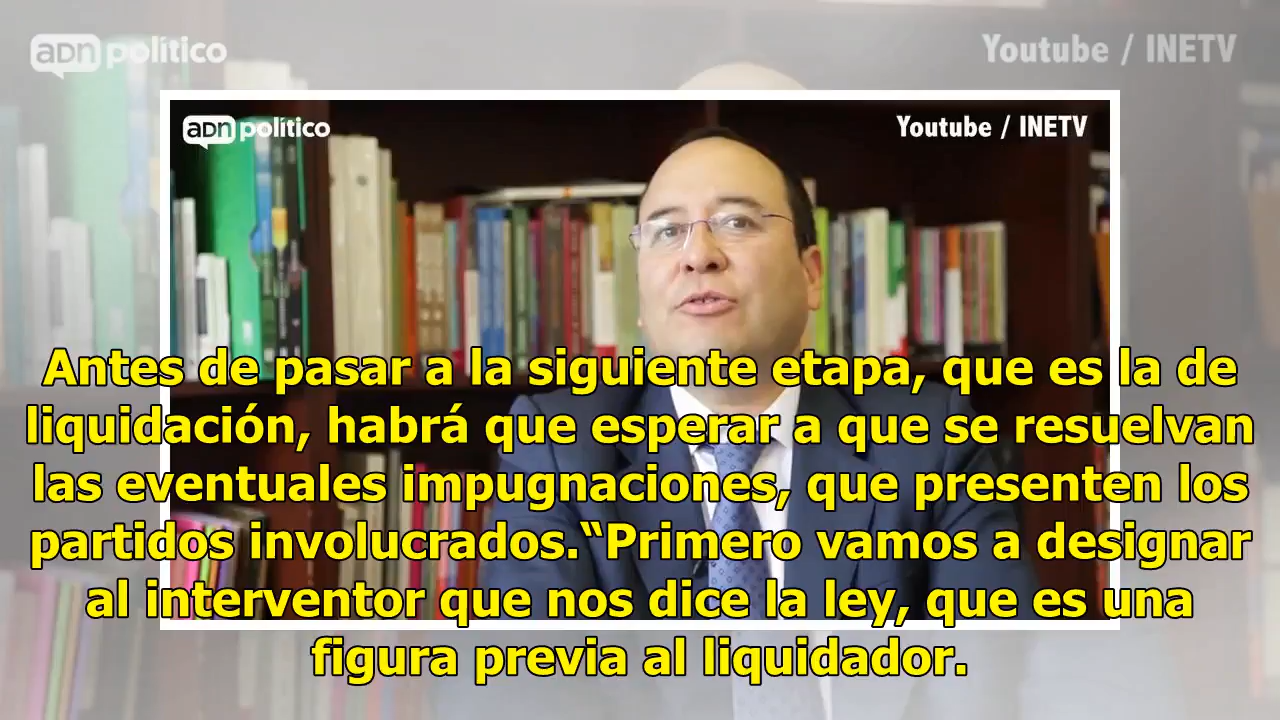 adn político
Youtube / INETV
adn político
Youtube / INETV
Antes de pasar a la siguiente etapa, que es la de
liquidación, habrá que esperar a que se resuelvan
las eventuales impugnaciones, que presenten los
partidos involucrados.“Primero vamos a designar
al interventor que nos dice la ley, que es una
figura previa al liquidador.